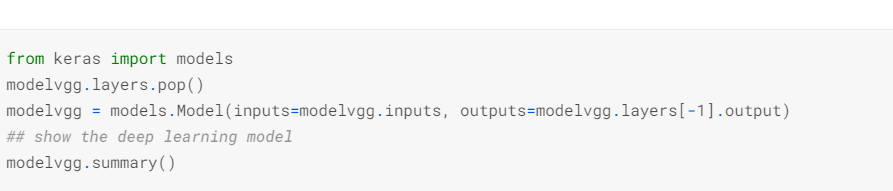 from keras import models
modelvgg.layers.pop()
modelvgg = models.Model(inputs=modelvgg.inputs, outputs=modelvgg.layers[-1].output)
## show the deep learning model
modelvgg.summary()